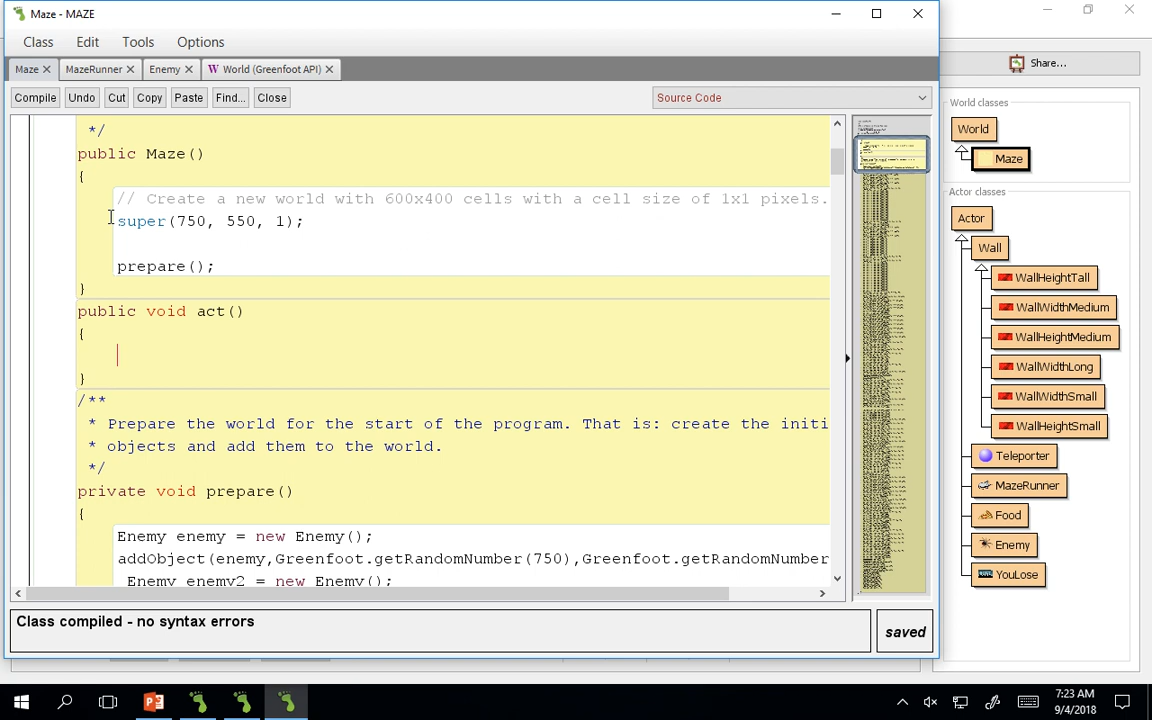 Maze - MAZE
Class Edit Tools Options
Maze MazeRunner Enemy W World (Greenfoot API)
Compile Undo Cut Copy Paste Find... Close Source Code
*/
public Maze()
{
// Create a new world with 600x400 cells with a cell size of 1x1 pixels.
super(750, 550, 1);
prepare();
}
public void act()
{
}
/**
* Prepare the world for the start of the program. That is: create the initi
* objects and add them to the world.
*/
private void prepare()
{
Enemy enemy = new Enemy();
addObject(enemy,Greenfoot.getRandomNumber(750),Greenfoot.getRandomNumber
Enemy enemy2 = new Enemy();
Class compiled - no syntax errors
saved
Share...
World classes
World
Maze
Actor classes
Actor
Wall
WallHeightTall
WallWidthMedium
WallHeightMedium
WallWidthLong
WallWidthSmall
WallHeightSmall
Teleporter
MazeRunner
Food
Enemy
YouLose
7:23 AM
9/4/2018